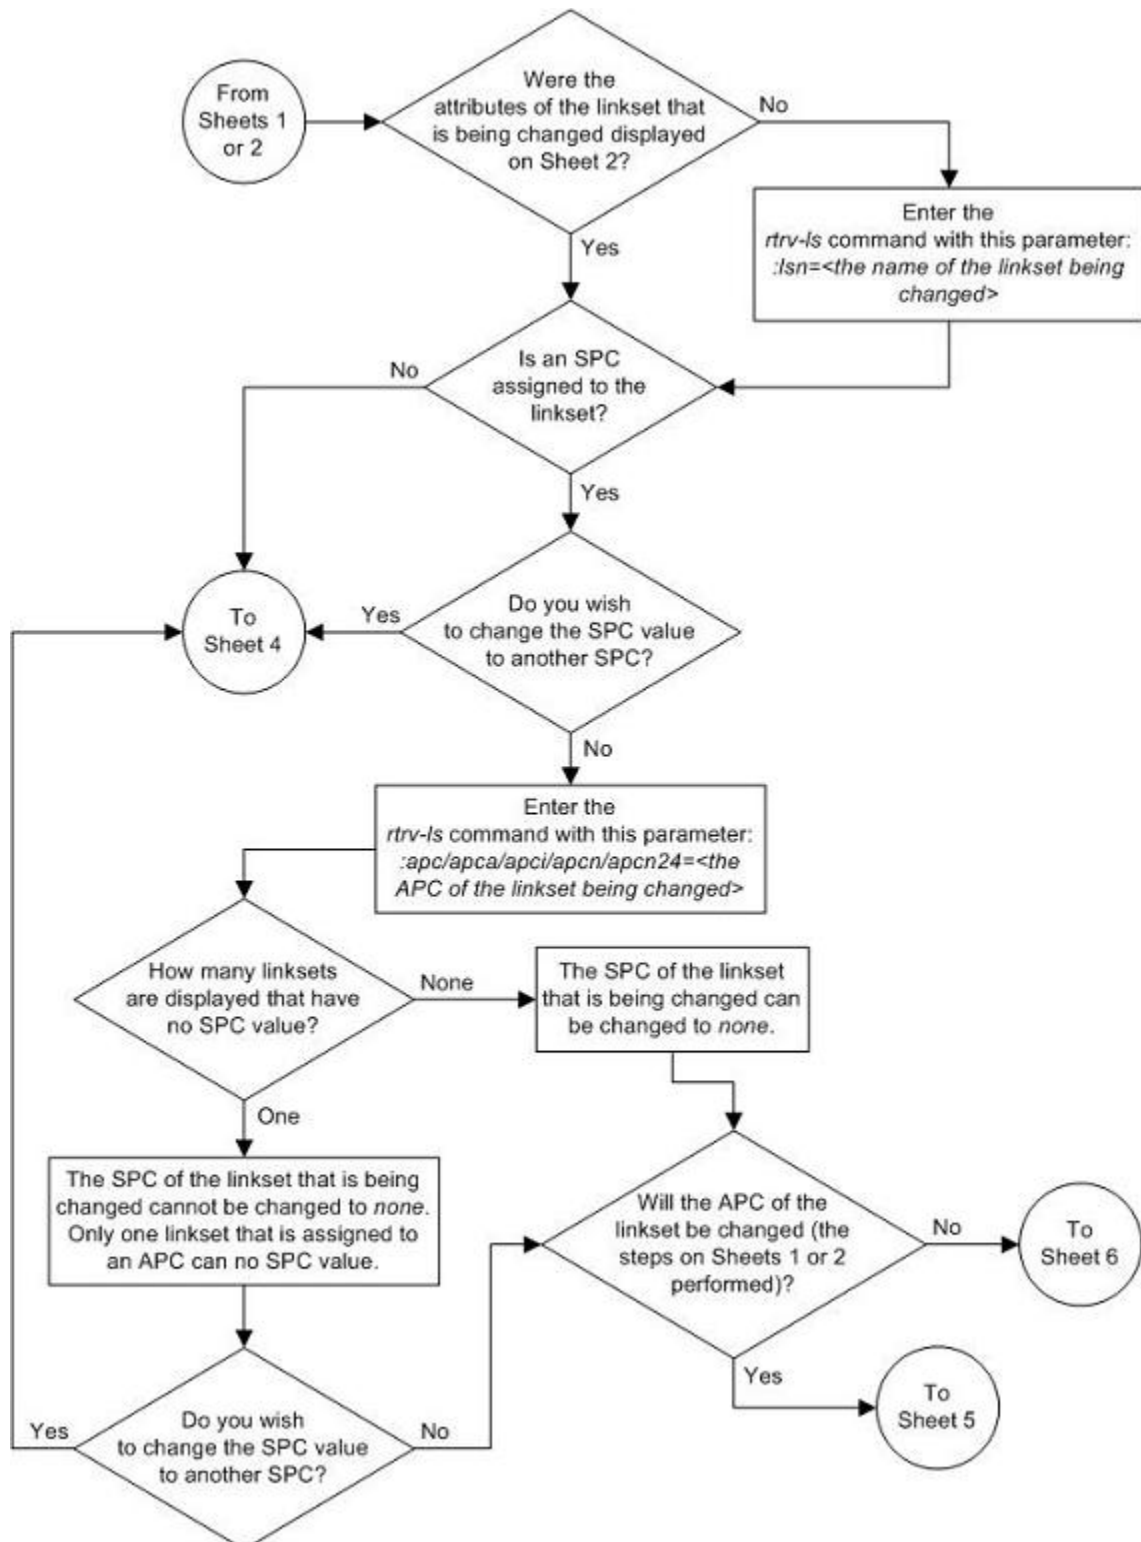 From
Sheets 1
or 2
Were the
attributes of the linkset that
is being changed displayed
on Sheet 2?
No
Enter the
rtrv-ls command with this parameter:
:lsn=<the name of the linkset being
changed>
Yes
Is an SPC
assigned to the
linkset?
No
Yes
To
Sheet 4
Yes
Do you wish
to change the SPC value
to another SPC?
No
Enter the
rtrv-ls command with this parameter:
:apc/apca/apci/apcn/apcn24=<the
APC of the linkset being changed>
How many linksets
are displayed that have
no SPC value?
None
The SPC of the linkset
that is being changed can
be changed to none.
One
The SPC of the linkset that is being
changed cannot be changed to none.
Only one linkset that is assigned to
an APC can no SPC value.
Will the APC of the
linkset be changed (the
steps on Sheets 1 or 2
performed)?
No
To
Sheet 6
Yes
To
Sheet 5
Yes
Do you wish
to change the SPC value
to another SPC?
No